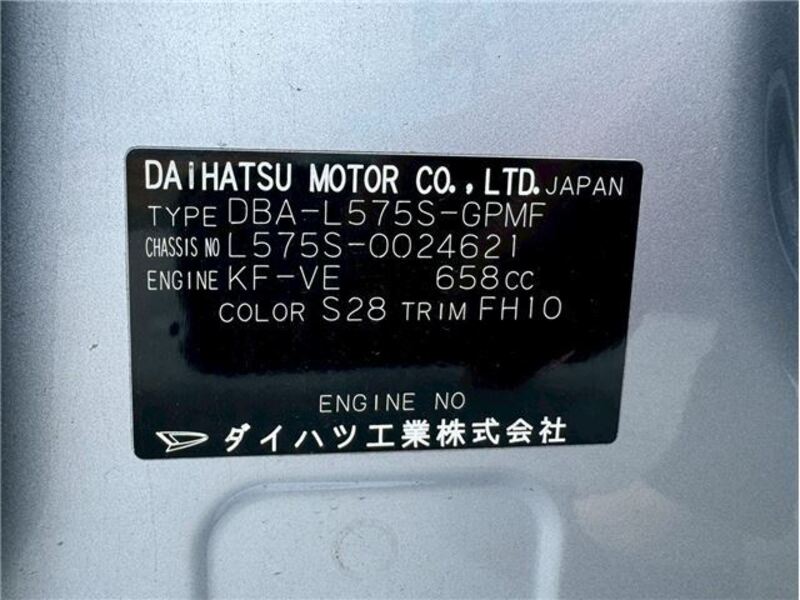 DAiHATSU MOTOR CO., LTD. JAPAN
TYPE DBA-L575S-GPMF
CHASSIS NO L575S-0024621
ENGINE KF-VE 658cc
COLOR S28 TRIM FH10
ENGINE NO
ダイハツ工業株式会社